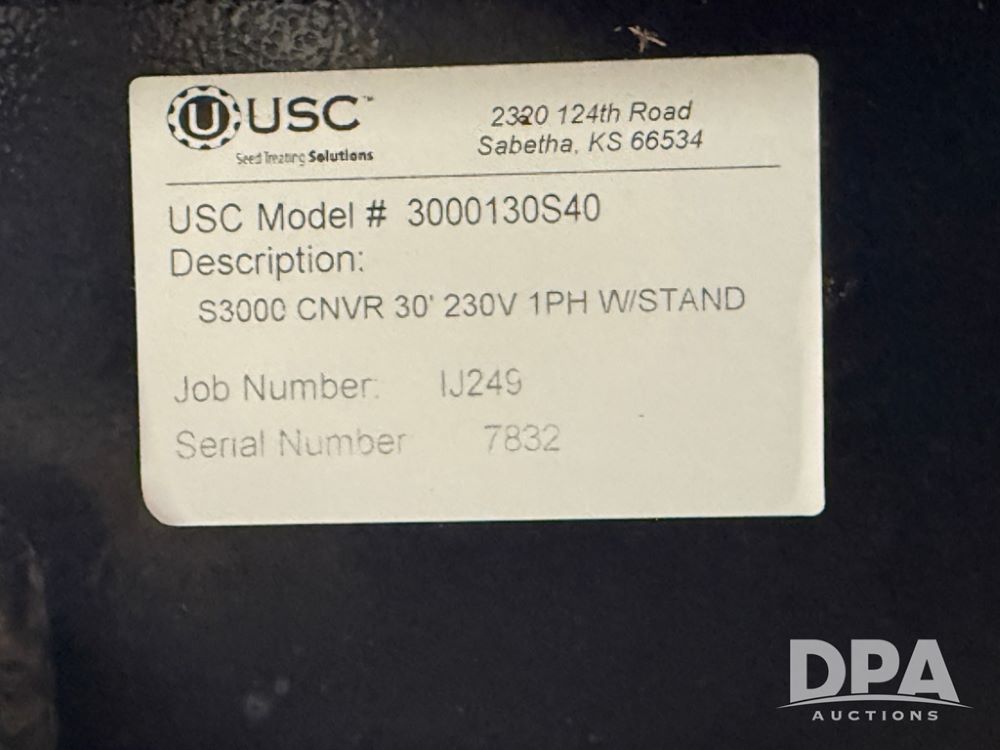 U USC™
Seed Treating Solutions
2320 124th Road
Sabetha, KS 66534
USC Model # 3000130S40
Description:
S3000 CNVR 30' 230V 1PH W/STAND
Job Number: IJ249
Serial Number 7832
DPA
AUCTIONS